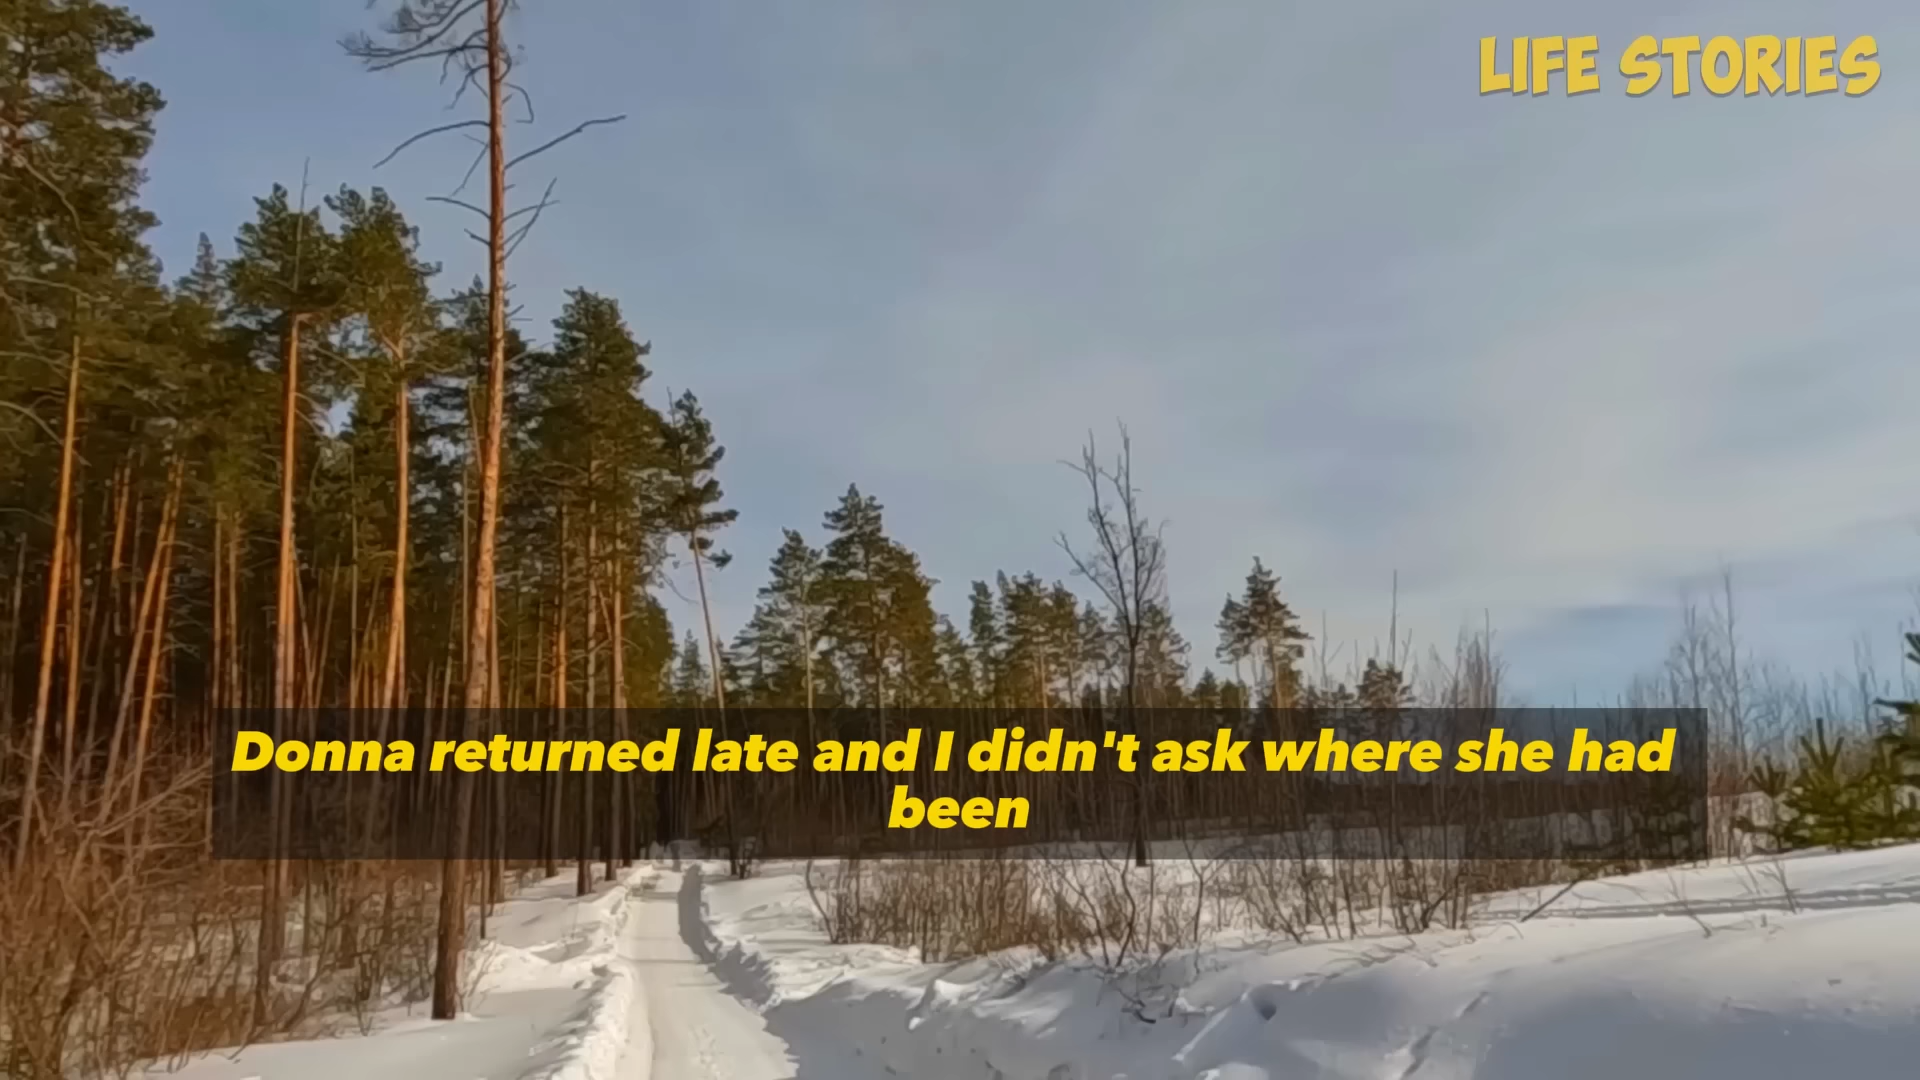 LIFE STORIES
Donna returned late and I didn't ask where she had
been